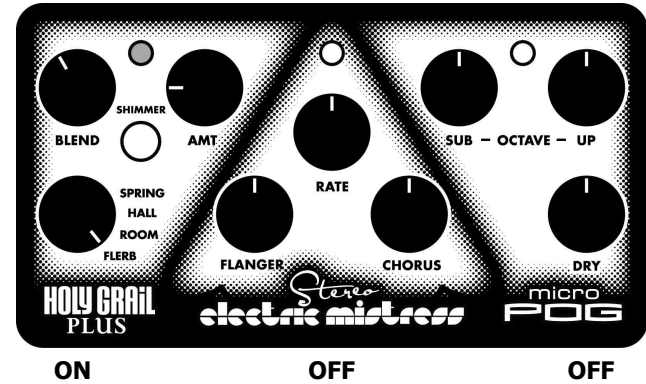 SHIMMER
BLEND AMT
SUB – OCTAVE – UP
SPRING
HALL
ROOM
FLERB
RATE
FLANGER CHORUS
DRY
HOLY GRAiL
PLUS
Stereo
electric mistress
micro
POG
ON OFF OFF